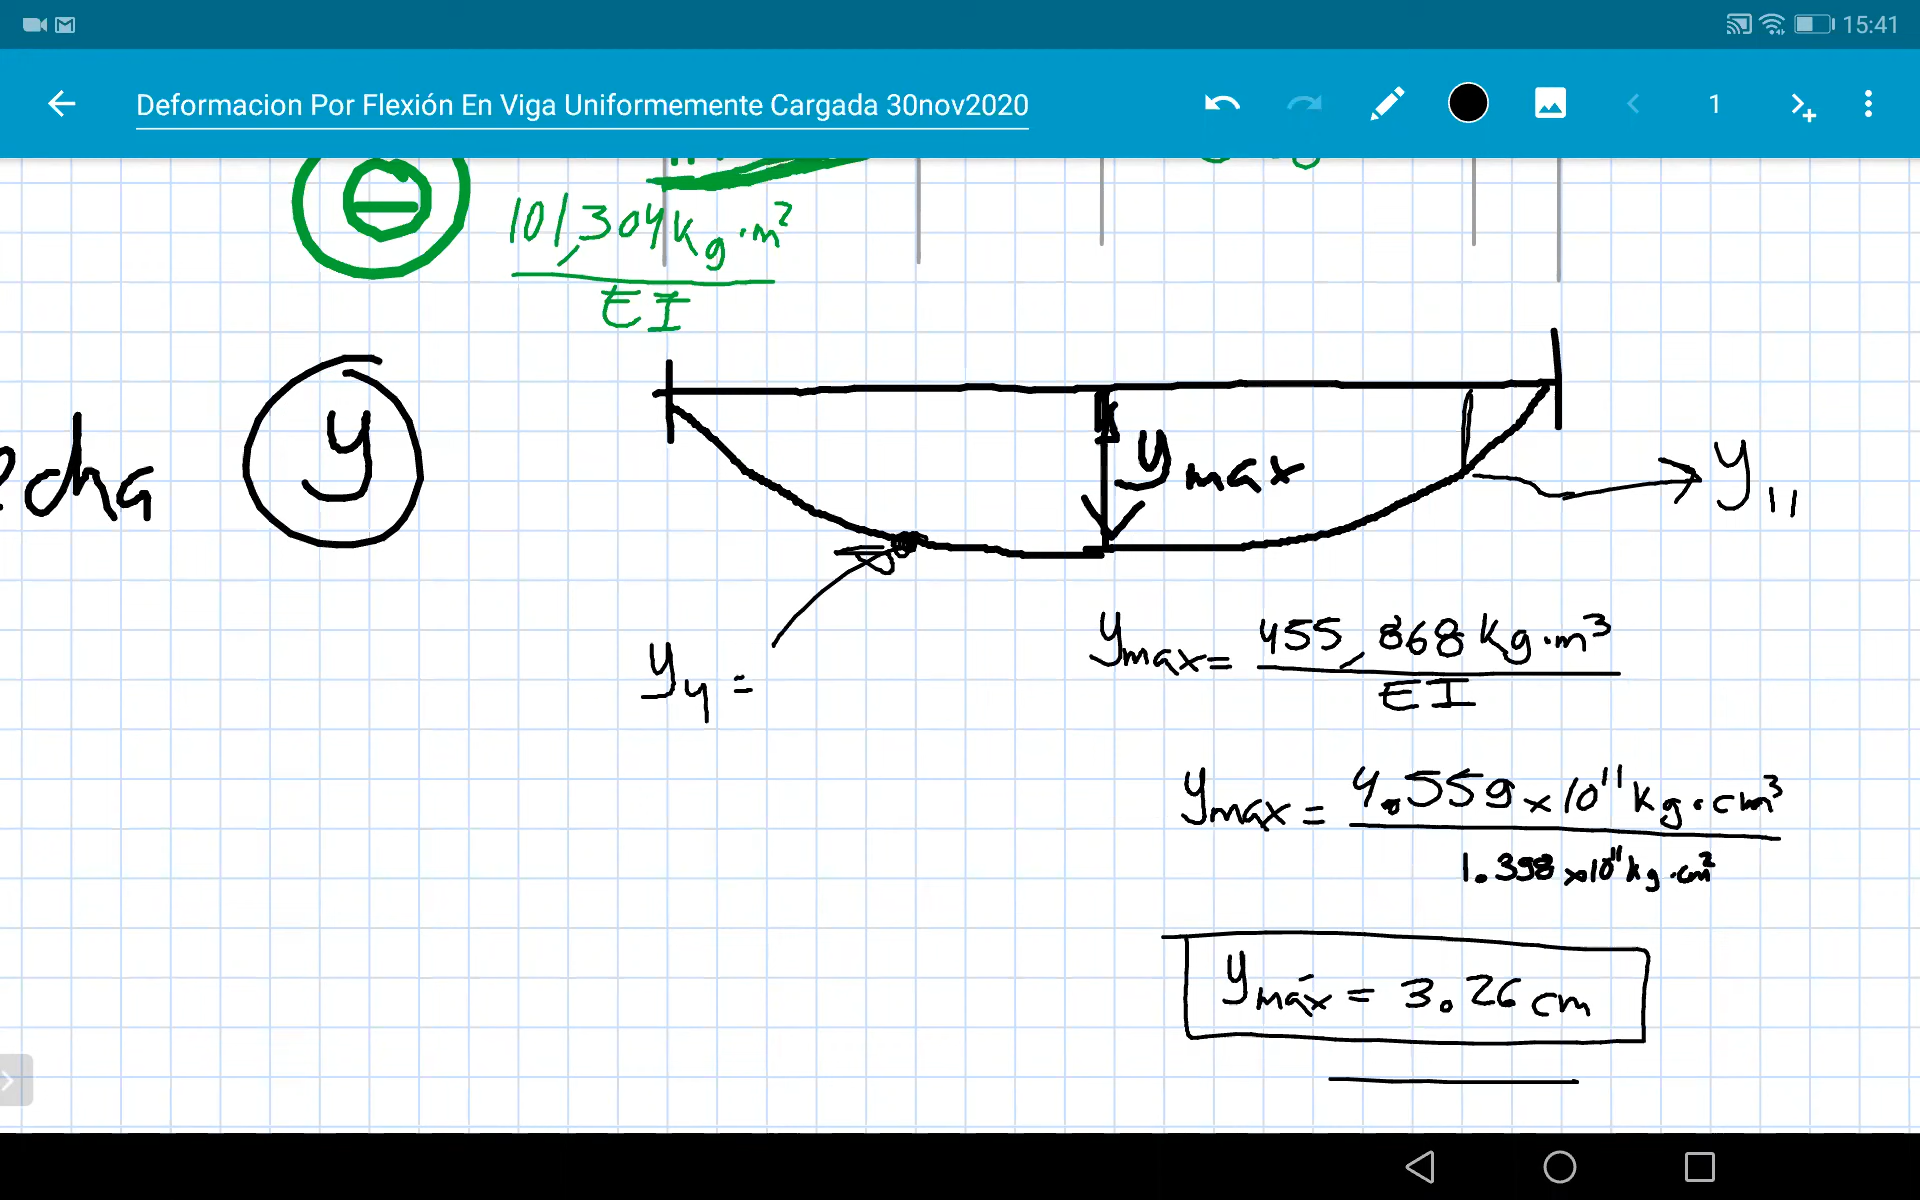 15:41
Deformacion Por Flexión En Viga Uniformemente Cargada 30nov2020
1
101,304 kg·m²
EI
y
ymax
y11
y4 =
ymax = 455,868 kg·m³
EI
ymax = 4.559 x 10¹¹ kg·cm³
1.398 x 10¹¹ kg·cm²
ymáx = 3.26 cm